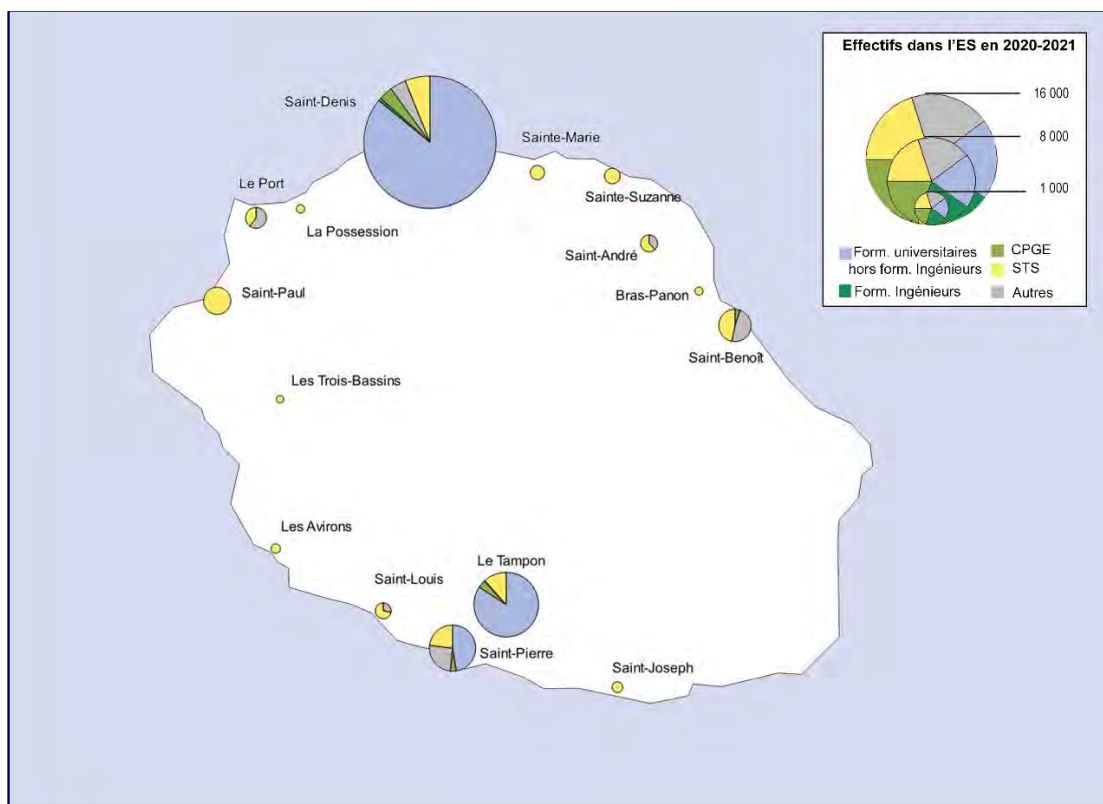 Effectifs dans l'ES en 2020-2021
16 000
8 000
1 000
Form. universitaires
hors form. Ingénieurs
Form. Ingénieurs
CPGE
STS
Autres
Saint-Denis
Sainte-Marie
Sainte-Suzanne
Le Port
La Possession
Saint-André
Saint-Paul
Bras-Panon
Saint-Benoît
Les Trois-Bassins
Les Avirons
Le Tampon
Saint-Louis
Saint-Pierre
Saint-Joseph